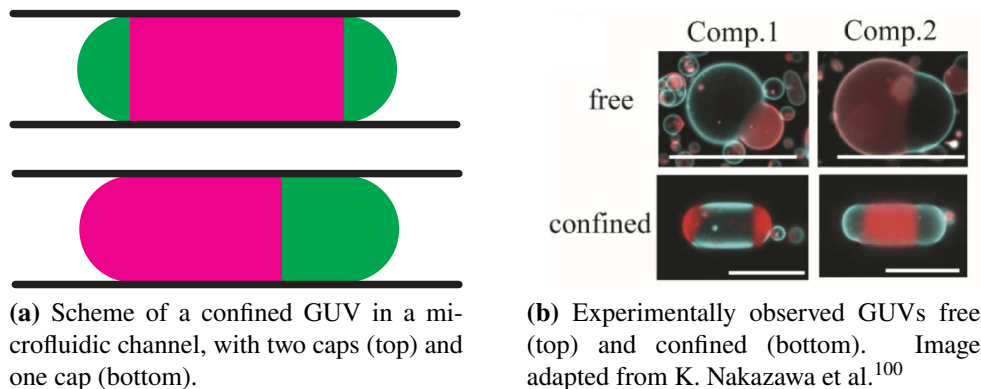 Comp.1 Comp.2
free
confined
(a) Scheme of a confined GUV in a mi-
crofluidic channel, with two caps (top) and
one cap (bottom).
(b) Experimentally observed GUVs free
(top) and confined (bottom). Image
adapted from K. Nakazawa et al.100